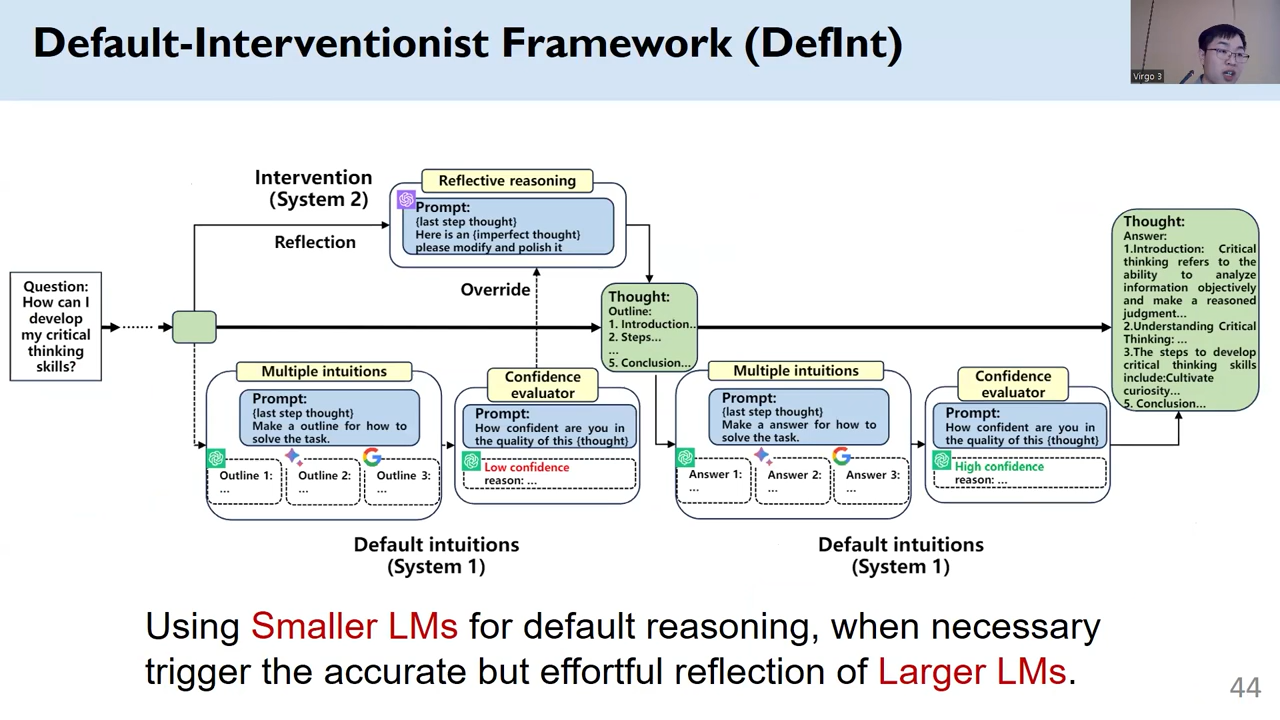 Default-Interventionist Framework (DefInt)
Virgo 3
Intervention
(System 2)
Reflection
Reflective reasoning
Prompt:
{last step thought}
Here is an {imperfect thought}
please modify and polish it
Override
Question:
How can I
develop
my critical
thinking
skills?
Multiple intuitions
Prompt:
{last step thought}
Make a outline for how to
solve the task.
Outline 1:
...
Outline 2:
...
Outline 3:
...
Confidence
evaluator
Prompt:
How confident are you in
the quality of this {thought}
Low confidence
reason: ...
Default intuitions
(System 1)
Thought:
Outline:
1. Introduction...
2. Steps...
...
5. Conclusion...
Multiple intuitions
Prompt:
{last step thought}
Make a answer for how to
solve the task.
Answer 1:
...
Answer 2:
...
Answer 3:
...
Confidence
evaluator
Prompt:
How confident are you in
the quality of this {thought}
High confidence
reason: ...
Default intuitions
(System 1)
Thought:
Answer:
1.Introduction: Critical
thinking refers to the
ability to analyze
information objectively
and make a reasoned
judgment...
2.Understanding Critical
Thinking: ...
3.The steps to develop
critical thinking skills
include:Cultivate
curiosity...
5. Conclusion...
Using Smaller LMs for default reasoning, when necessary
trigger the accurate but effortful reflection of Larger LMs.
44